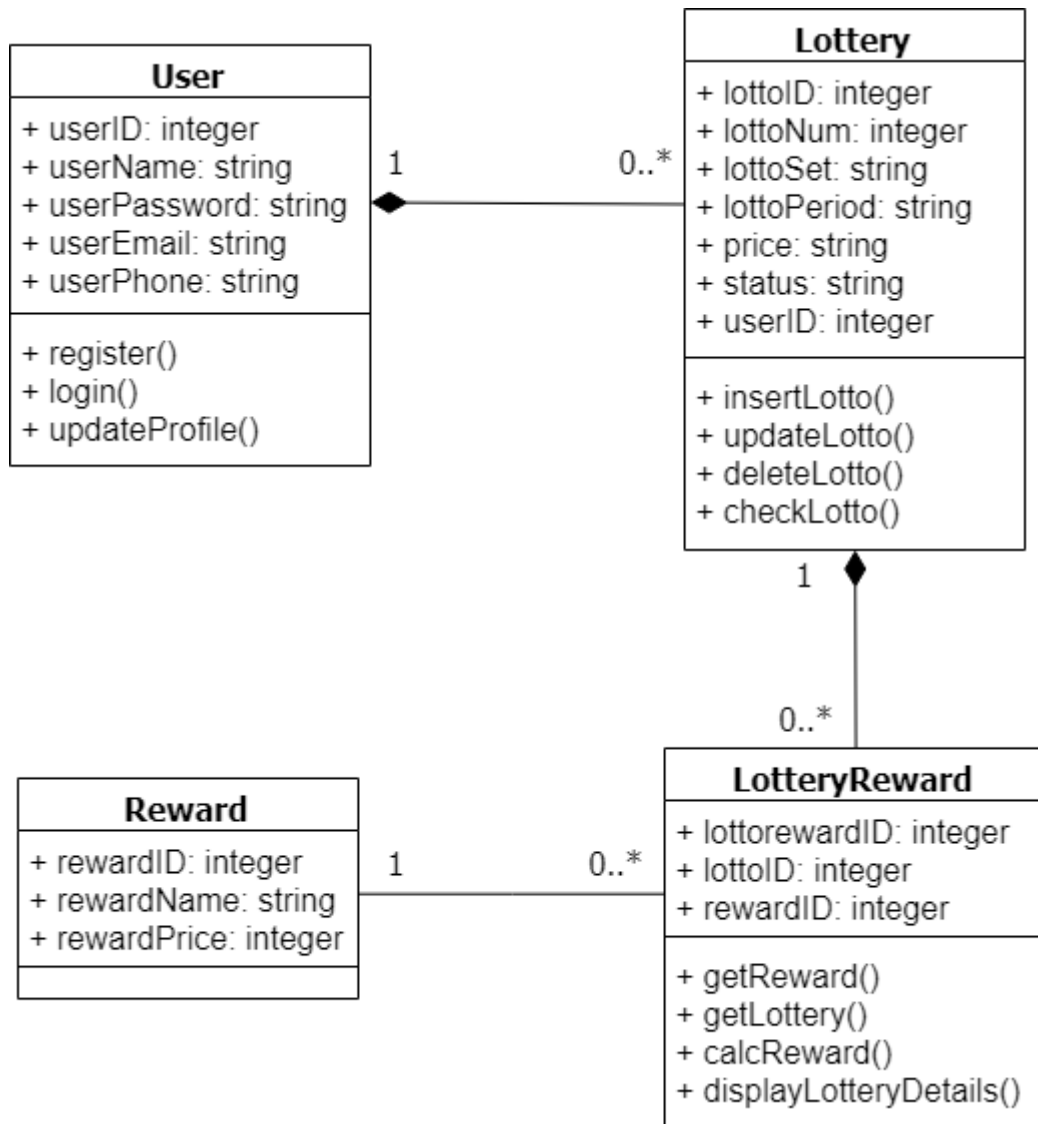 User
+ userID: integer
+ userName: string
+ userPassword: string
+ userEmail: string
+ userPhone: string
+ register()
+ login()
+ updateProfile()
1
0..*
Lottery
+ lottoID: integer
+ lottoNum: integer
+ lottoSet: string
+ lottoPeriod: string
+ price: string
+ status: string
+ userID: integer
+ insertLotto()
+ updateLotto()
+ deleteLotto()
+ checkLotto()
1
0..*
Reward
+ rewardID: integer
+ rewardName: string
+ rewardPrice: integer
1
0..*
LotteryReward
+ lottorewardID: integer
+ lottoID: integer
+ rewardID: integer
+ getReward()
+ getLottery()
+ calcReward()
+ displayLotteryDetails()